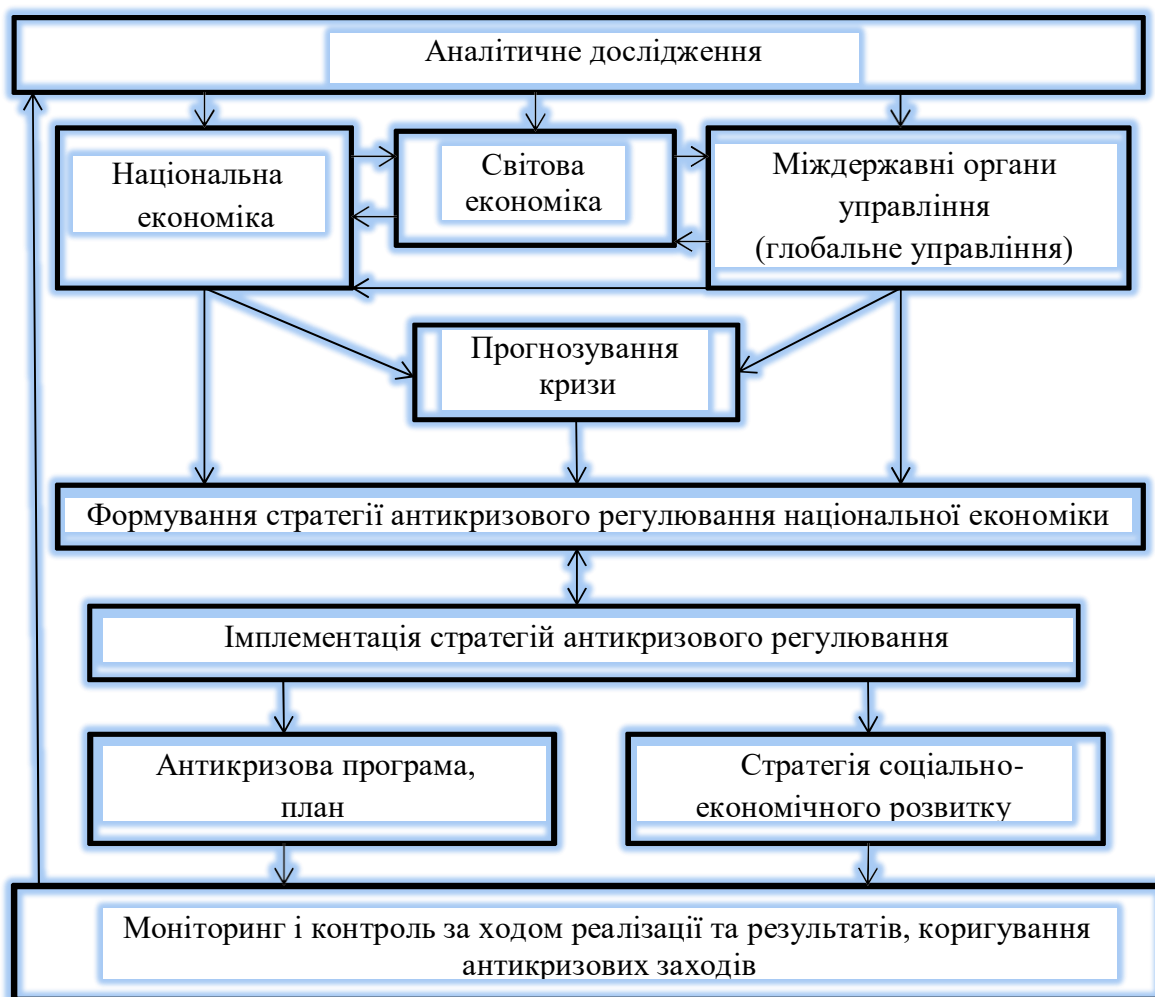 Аналітичне дослідження
Національна
економіка
Світова
економіка
Міждержавні органи
управління
(глобальне управління)
Прогнозування
кризи
Формування стратегії антикризового регулювання національної економіки
Імплементація стратегій антикризового регулювання
Антикризова програма,
план
Стратегія соціально-
економічного розвитку
Моніторинг і контроль за ходом реалізації та результатів, коригування
антикризових заходів